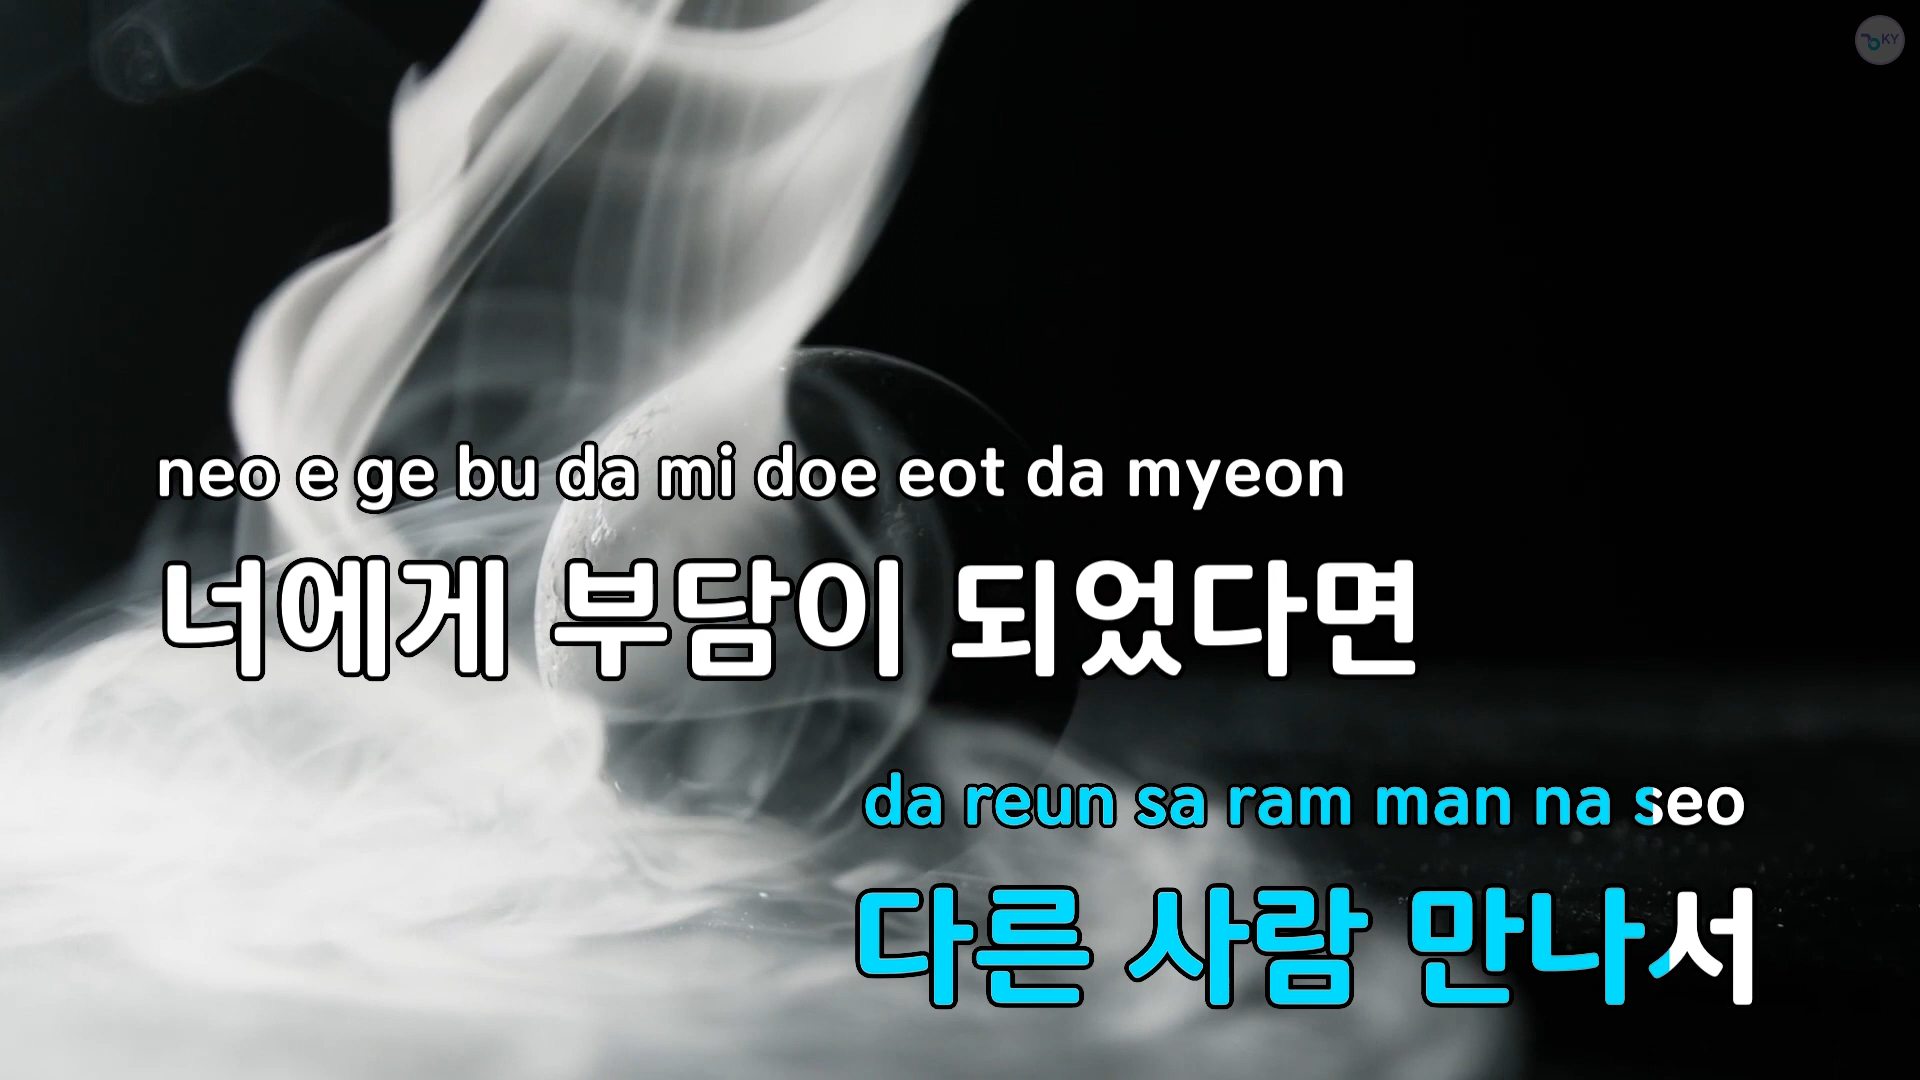 KY
neo e ge bu da mi doe eot da myeon
너에게 부담이 되었다면
da reun sa ram man na seo
다른 사람 만나서